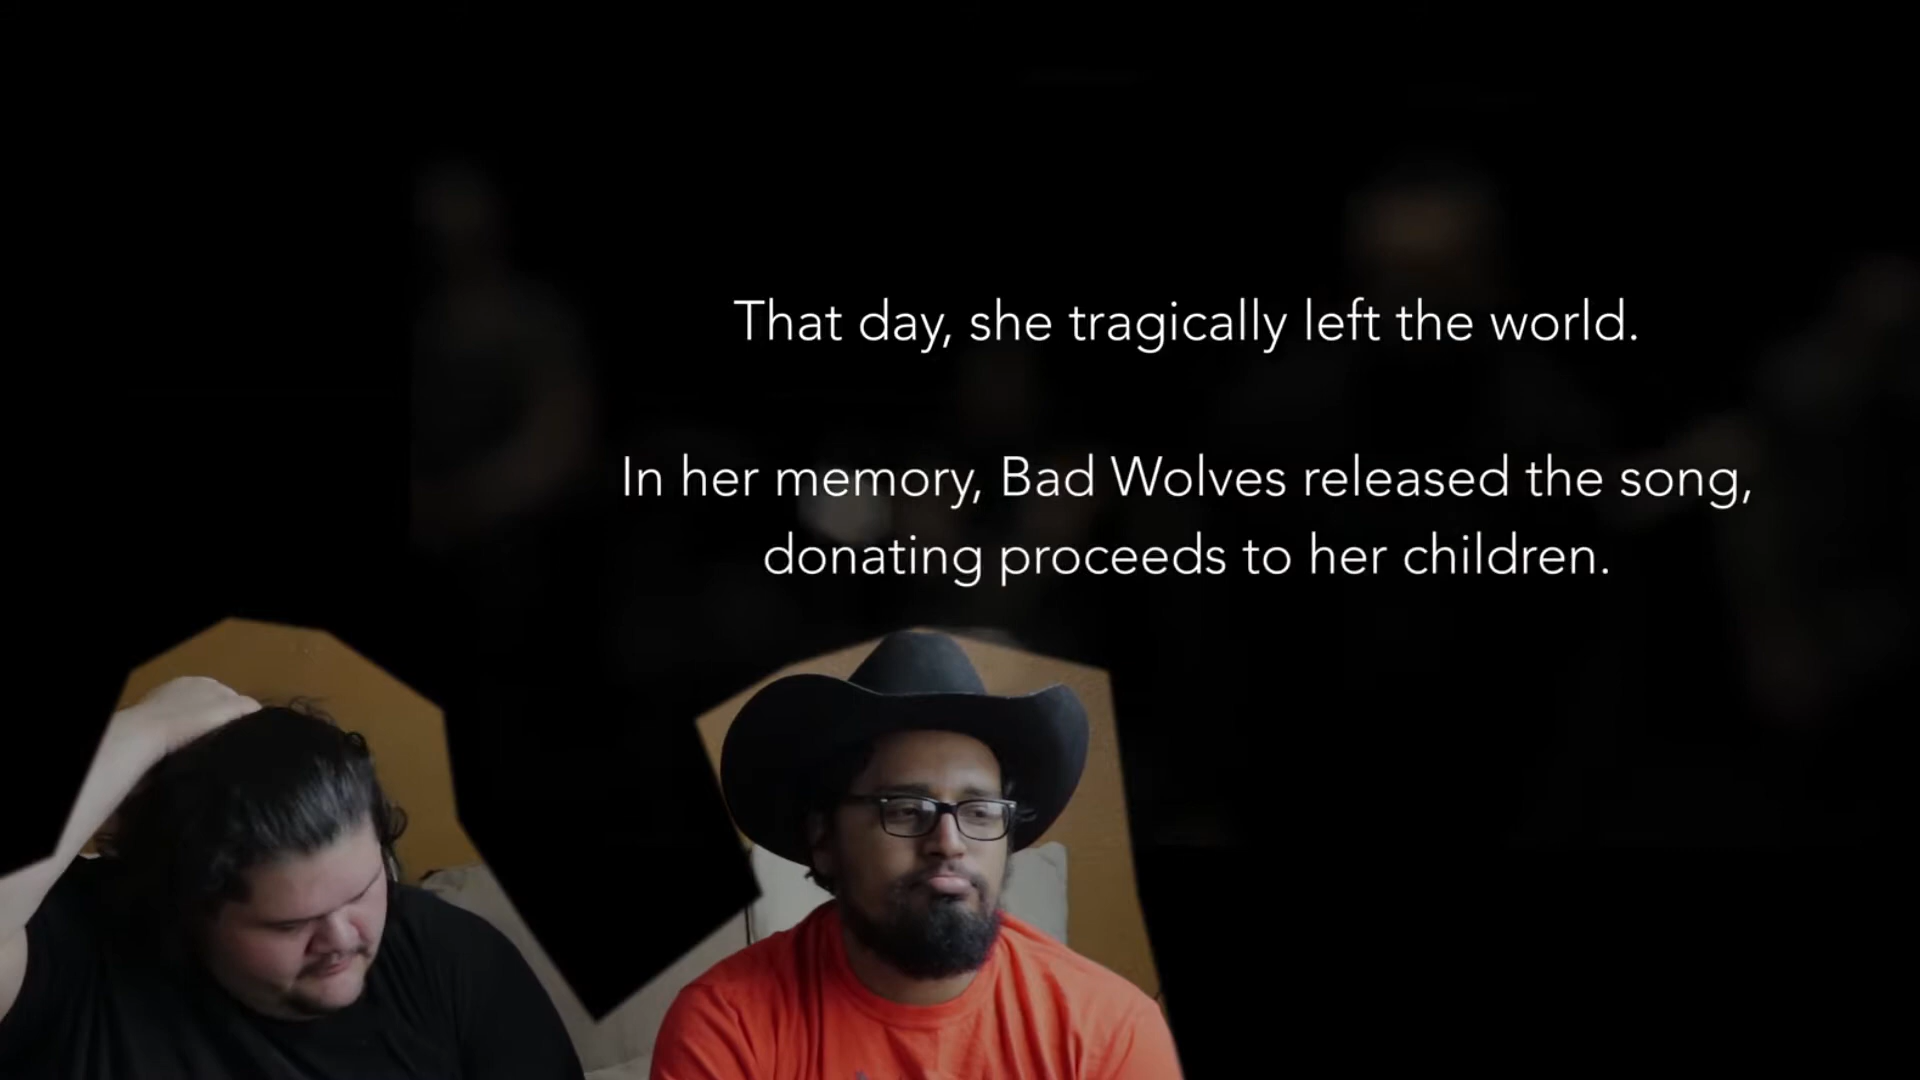 That day, she tragically left the world.
In her memory, Bad Wolves released the song,
donating proceeds to her children.